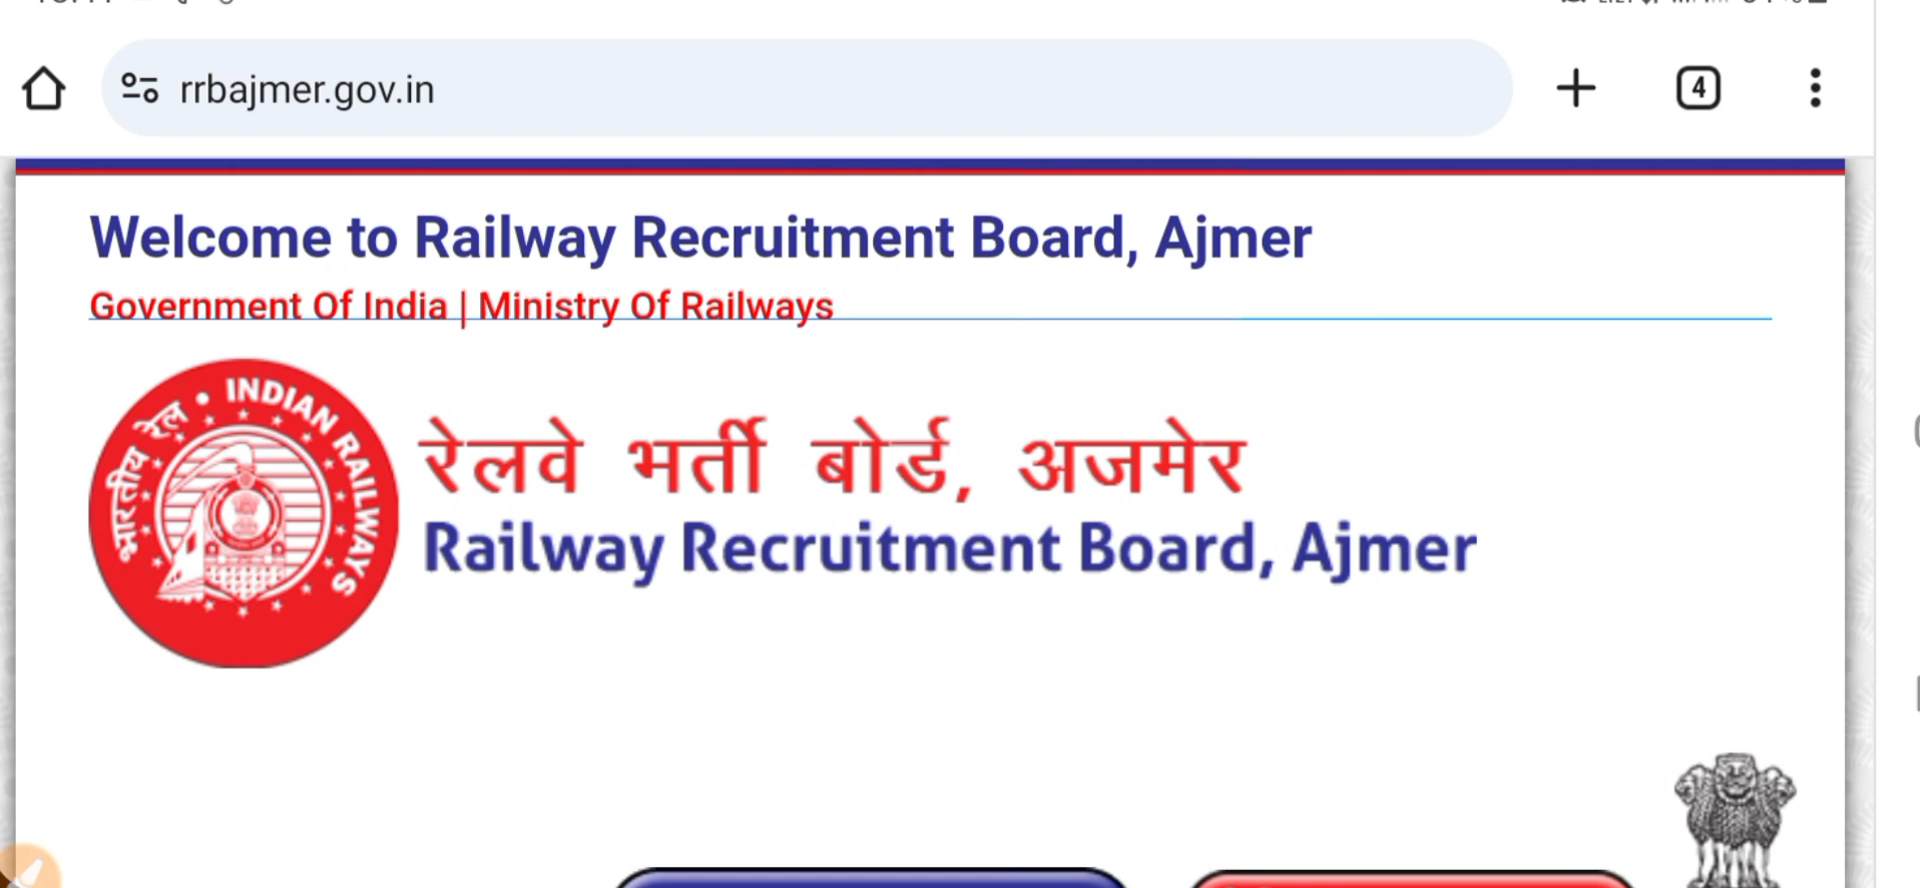 rrbajmer.gov.in
4
Welcome to Railway Recruitment Board, Ajmer
Government Of India | Ministry Of Railways
भारतीय रेल • INDIAN RAILWAYS
रेलवे भर्ती बोर्ड, अजमेर
Railway Recruitment Board, Ajmer